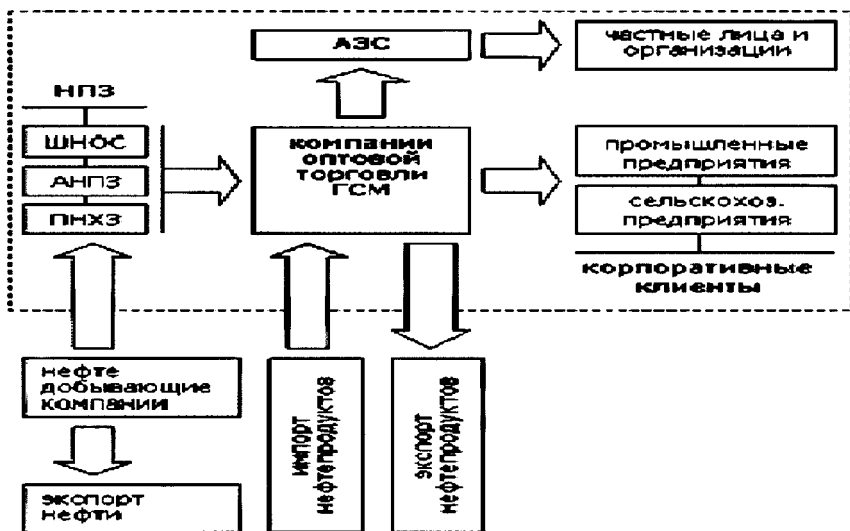 АЗС
частные лица и
организации
НПЗ
ШНОС
АНПЗ
ПНХЗ
компании
оптовой
торговли
ГСМ
промышленные
предприятия
сельскохоз.
предприятия
корпоративные
клиенты
нефте
добывающие
компании
экспорт
нефти
импорт
нефтепродуктов
экспорт
нефтепродуктов